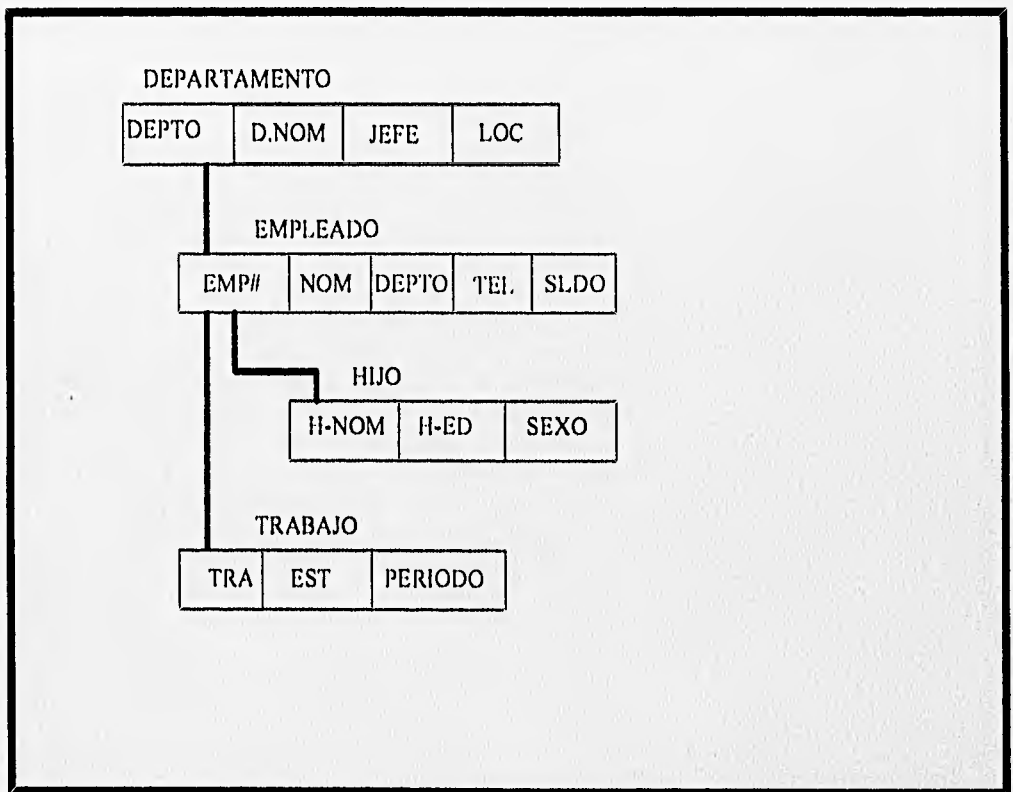 DEPARTAMENTO
DEPTO D.NOM JEFE LOC
EMPLEADO
EMP# NOM DEPTO TEL SLDO
HIJO
H-NOM H-ED SEXO
TRABAJO
TRA EST PERIODO